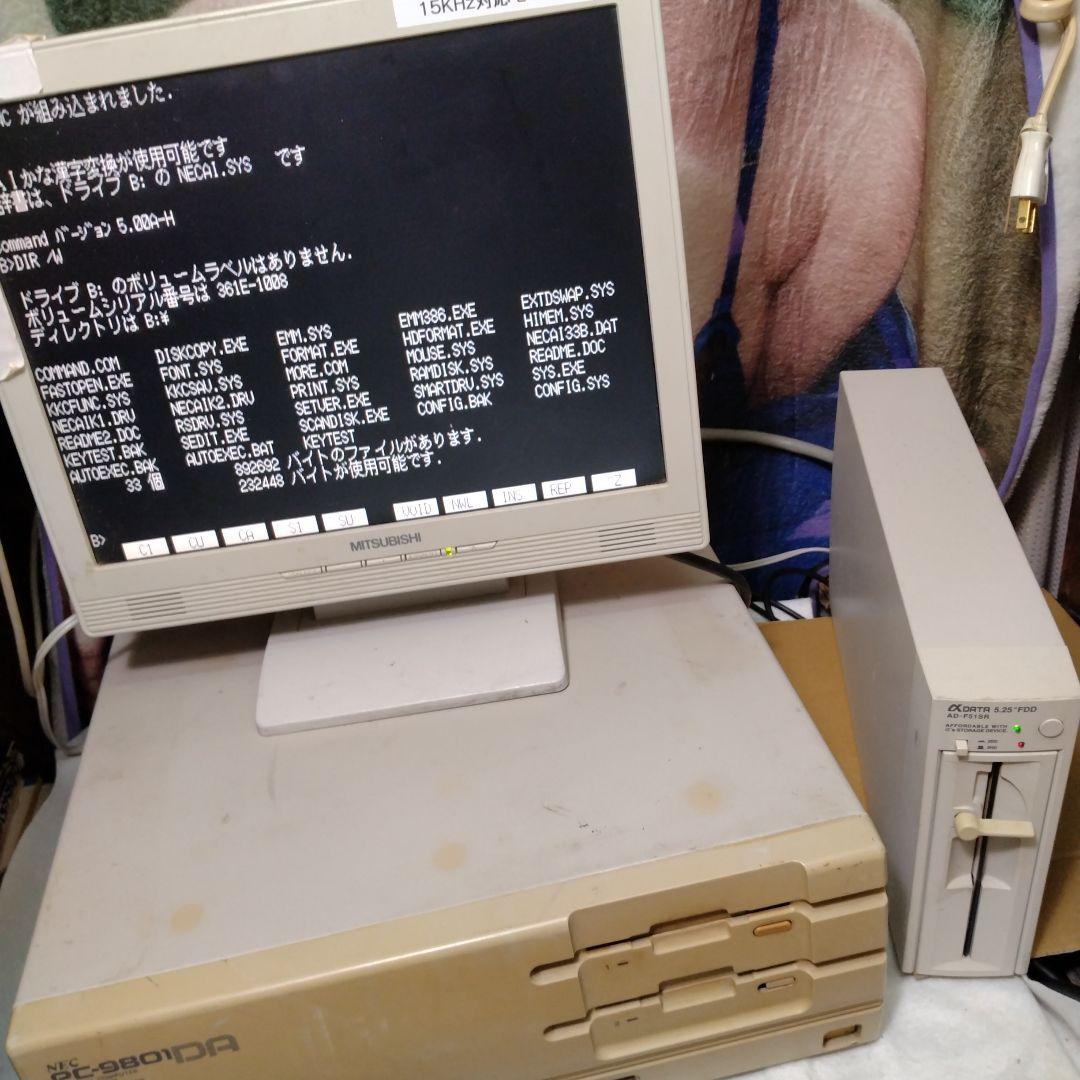 15KHz対応
が組み込まれました.
かな漢字変換が使用可能です
辞書は、ドライブ B: の NECAI.SYS です
Command バージョン 5.00A-H
B>DIR /W
ドライブ B: のボリュームラベルはありません.
ボリュームシリアル番号は 361E-1008
ディレクトリは B:¥
COMMAND.COM DISKCOPY.EXE EMM.SYS EMM386.EXE EXTDSWAP.SYS
FASTOPEN.EXE FONT.SYS FORMAT.EXE HDFORMAT.EXE HIMEM.SYS
KKCFUNC.SYS KKCSAV.SYS MORE.COM MOUSE.SYS NECAI33B.DAT
NECAIK1.DRV NECAIK2.DRV PRINT.SYS RAMDISK.SYS README.DOC
README2.DOC RSDRV.SYS SETUER.EXE SMARTDRV.SYS SYS.EXE
KEYTEST.BAK SEDIT.EXE SCANDISK.EXE CONFIG.BAK CONFIG.SYS
AUTOEXEC.BAK AUTOEXEC.BAT KEYTEST
33 個 892692 バイトのファイルがあります.
232448 バイトが使用可能です.
B>
C1 CU CA S1 SU VOID NWL INS REP ^Z
MITSUBISHI
αDATA 5.25"FDD
AD-F51SR
AFFORDABLE WITH
IT'S STORAGE DEVICE.
NEC
PC-9801DA